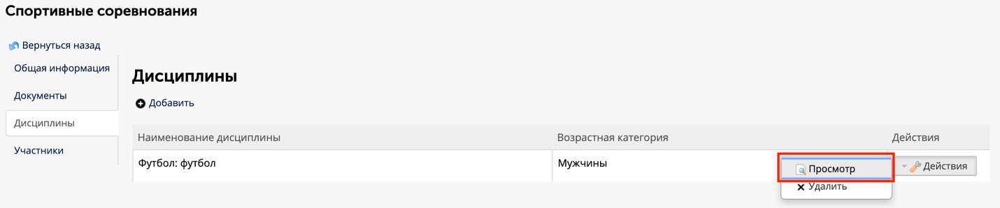 Спортивные соревнования
Вернуться назад
Общая информация
Документы
Дисциплины
Участники
Дисциплины
Добавить
Наименование дисциплины Возрастная категория Действия
Футбол: футбол Мужчины Действия
Просмотр
Удалить